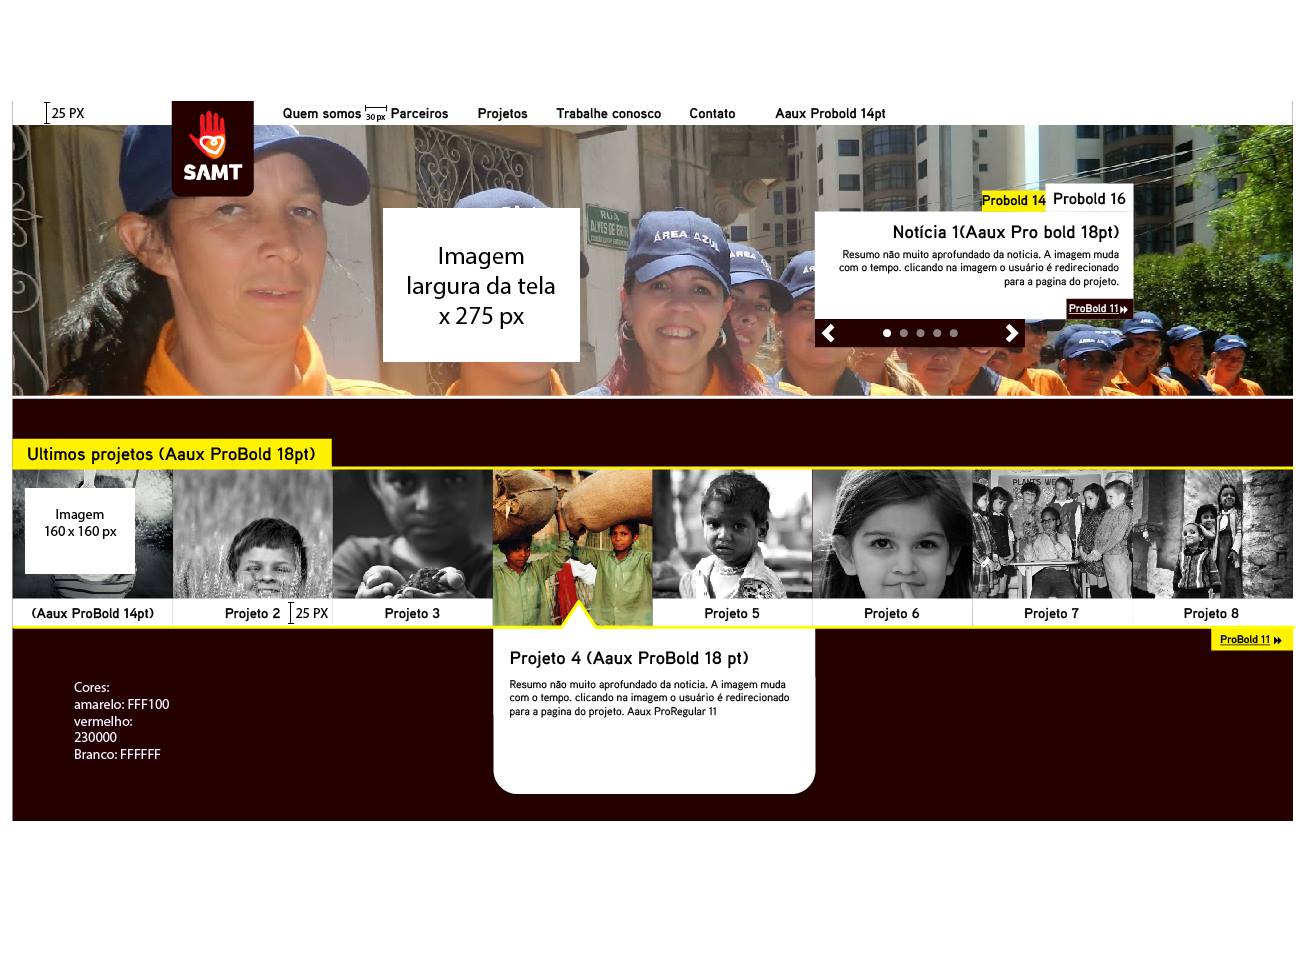 25 PX
Quem somos
30 px
Parceiros
Projetos
Trabalhe conosco
Contato
Aaux Probold 14pt
SAMT
RUA
ÁREA AZUL
Imagem
largura da tela
x 275 px
Probold 14
Probold 16
Notícia 1(Aaux Pro bold 18pt)
Resumo não muito aprofundado da noticia. A imagem muda
com o tempo. clicando na imagem o usuário é redirecionado
para a pagina do projeto.
ProBold 11
Ultimos projetos (Aaux ProBold 18pt)
Imagem
160 x 160 px
(Aaux ProBold 14pt)
Projeto 2
25 PX
Projeto 3
Projeto 5
Projeto 6
Projeto 7
Projeto 8
ProBold 11
Projeto 4 (Aaux ProBold 18 pt)
Resumo não muito aprofundado da noticia. A imagem muda
com o tempo. clicando na imagem o usuário é redirecionado
para a pagina do projeto. Aaux ProRegular 11
Cores:
amarelo: FFF100
vermelho:
230000
Branco: FFFFFF